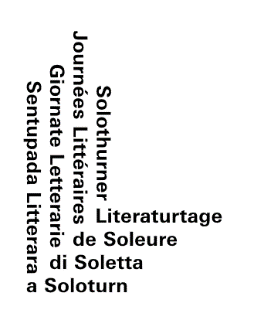 Solothurner Literaturtage
Journées Littéraires de Soleure
Giornate Letterarie di Soletta
Sentupada Litterara a Soloturn